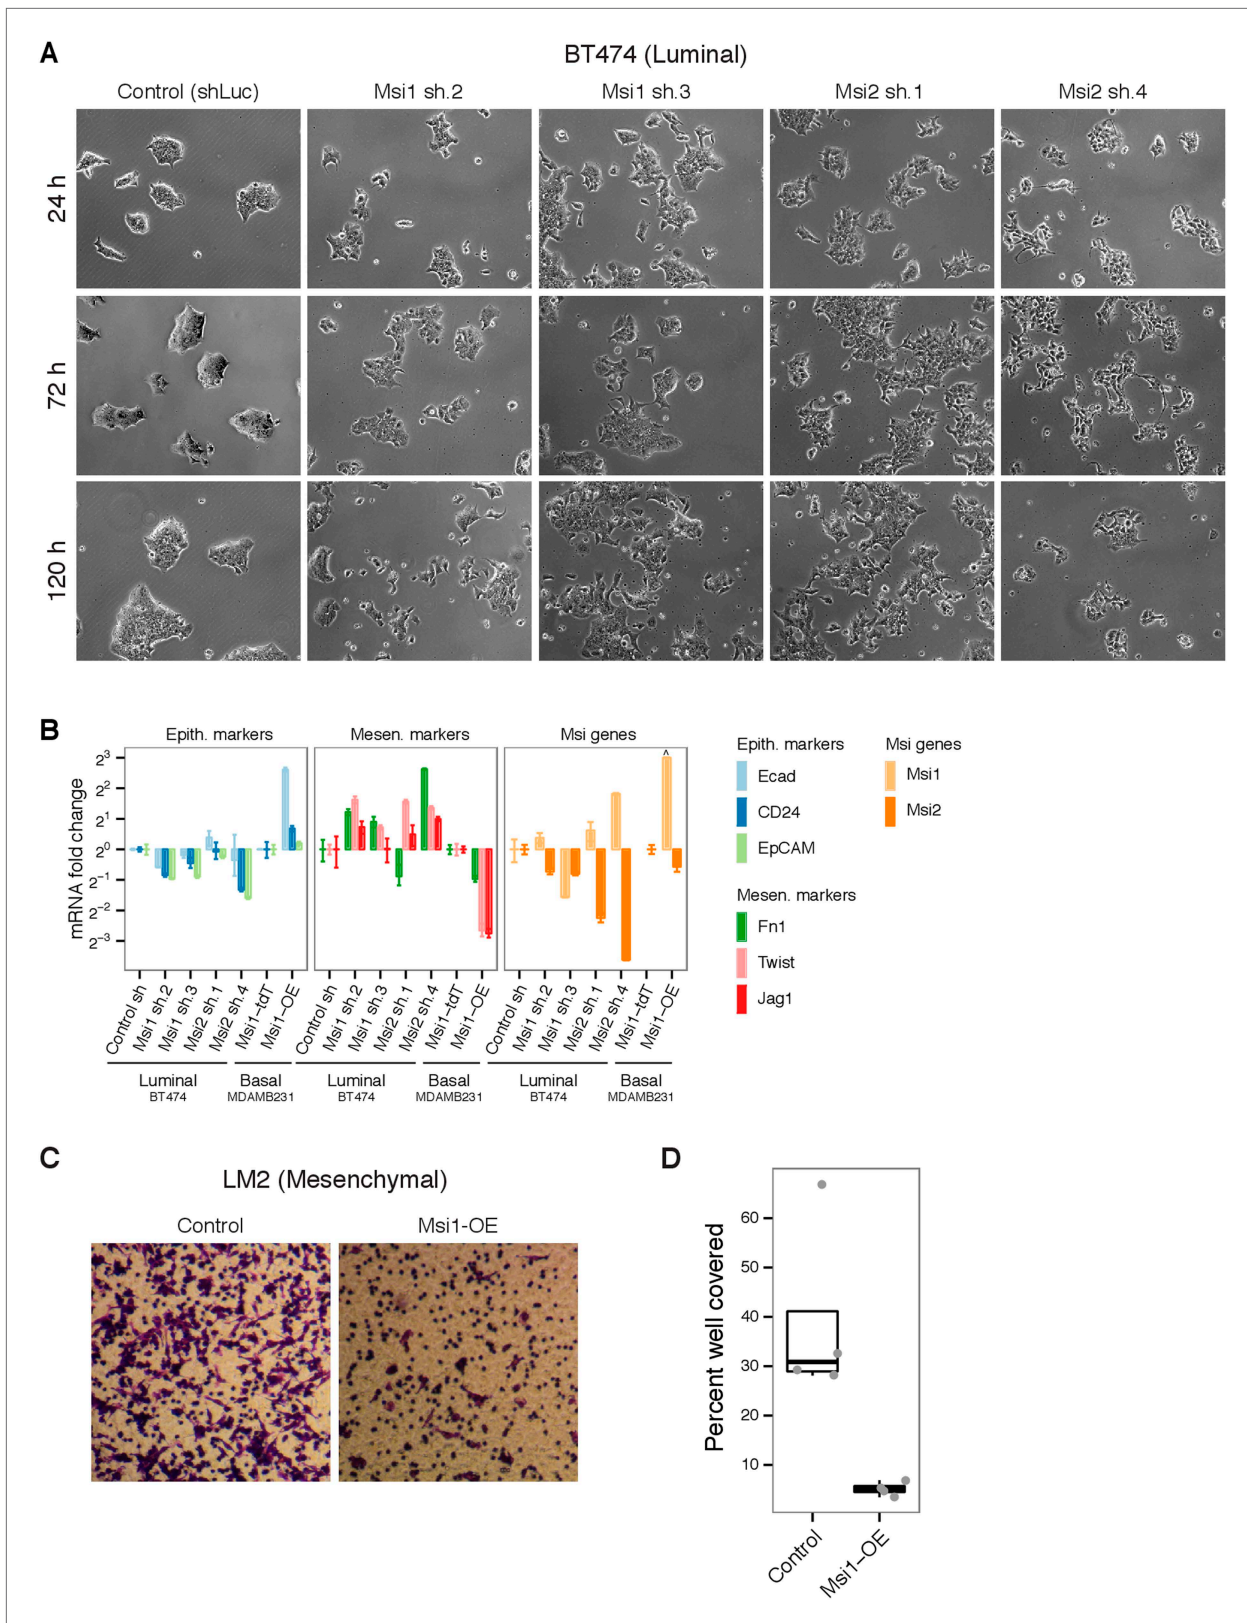 A
BT474 (Luminal)
Control (shLuc)
Msi1 sh.2
Msi1 sh.3
Msi2 sh.1
Msi2 sh.4
24 h
72 h
120 h
B
Epith. markers
Mesen. markers
Msi genes
mRNA fold change
2^3
2^2
2^1
2^0
2^−1
2^−2
2^−3
^
Control sh
Msi1 sh.2
Msi1 sh.3
Msi2 sh.1
Msi2 sh.4
Msi1−tdT
Msi1−OE
Control sh
Msi1 sh.2
Msi1 sh.3
Msi2 sh.1
Msi2 sh.4
Msi1−tdT
Msi1−OE
Control sh
Msi1 sh.2
Msi1 sh.3
Msi2 sh.1
Msi2 sh.4
Msi1−tdT
Msi1−OE
Luminal
BT474
Basal
MDAMB231
Luminal
BT474
Basal
MDAMB231
Luminal
BT474
Basal
MDAMB231
Epith. markers
Ecad
CD24
EpCAM
Msi genes
Msi1
Msi2
Mesen. markers
Fn1
Twist
Jag1
C
LM2 (Mesenchymal)
Control
Msi1-OE
D
Percent well covered
60
50
40
30
20
10
Control
Msi1−OE